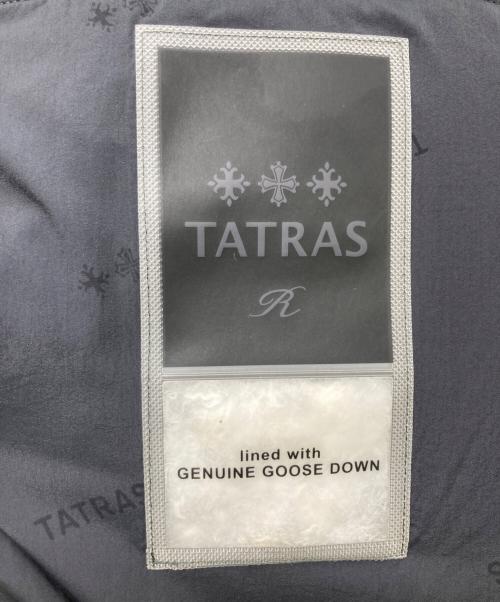 TATRAS
R
lined with
GENUINE GOOSE DOWN
TATRAS